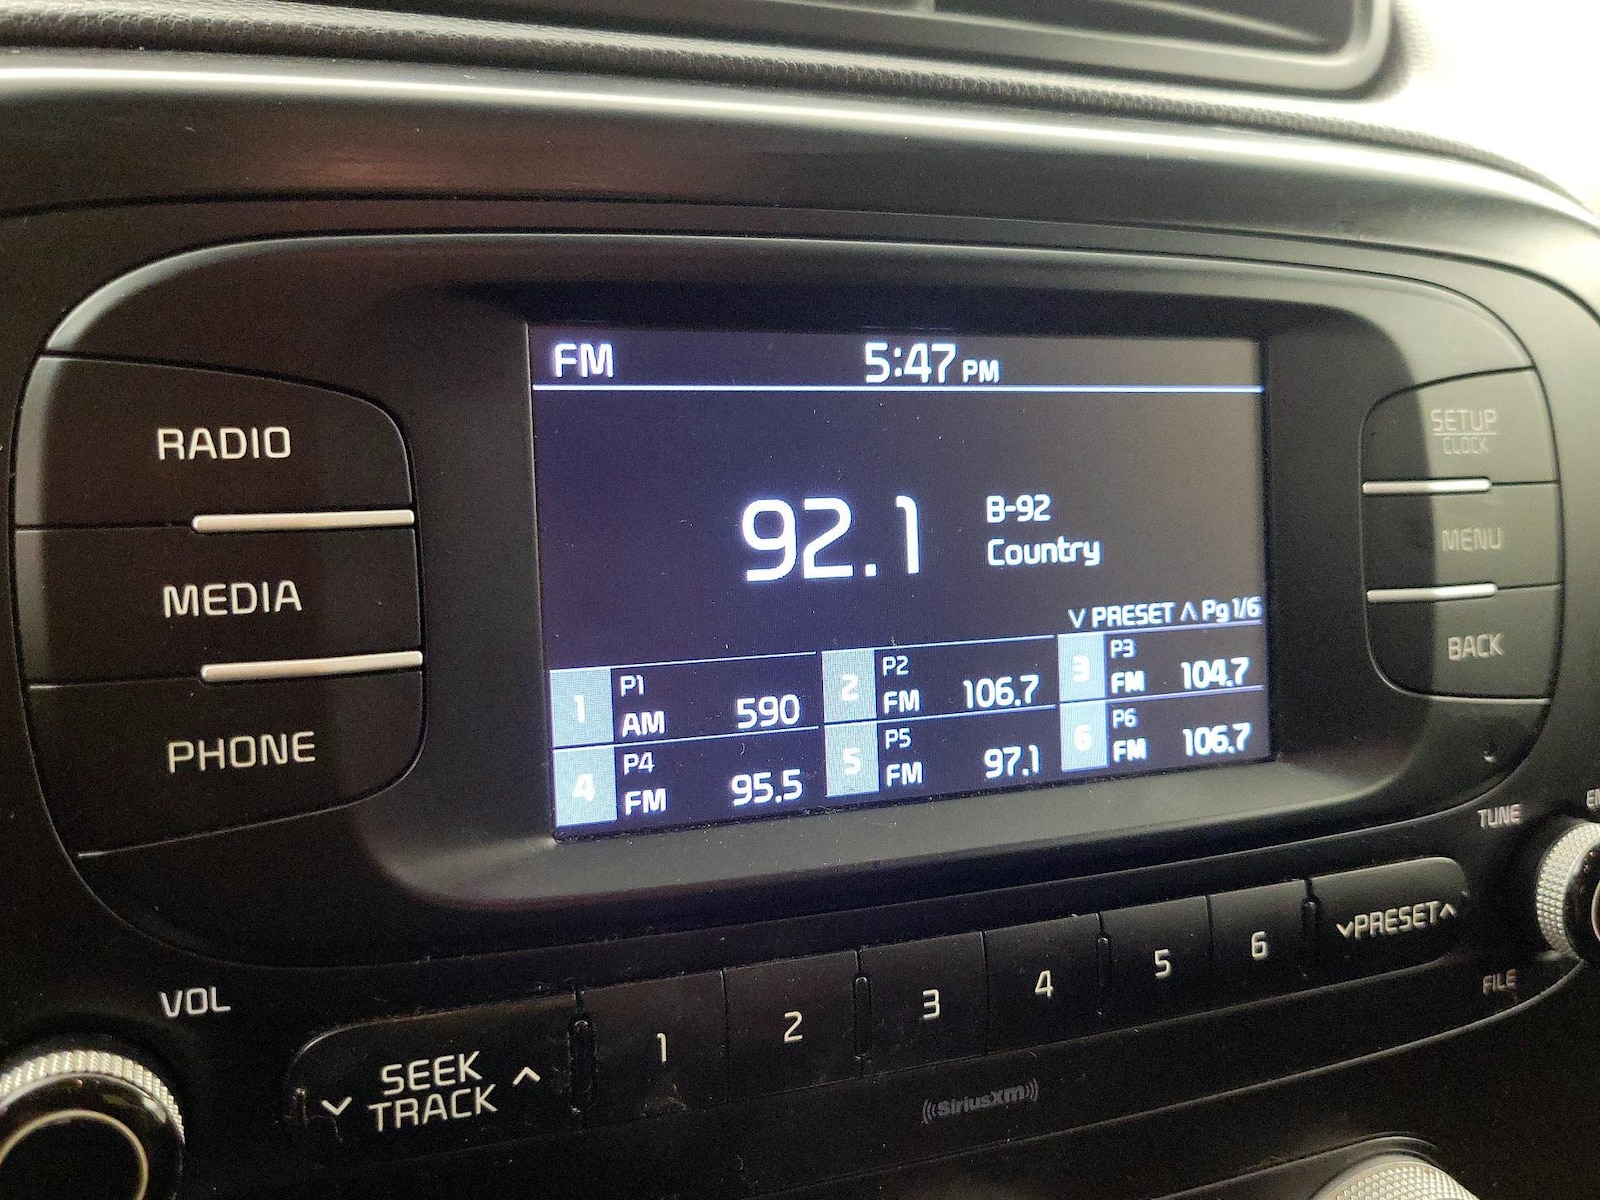 FM 5:47 PM
92.1 B-92
Country
∨ PRESET ∧ Pg 1/6
1 P1 AM 590
2 P2 FM 106.7
3 P3 FM 104.7
4 P4 FM 95.5
5 P5 FM 97.1
6 P6 FM 106.7
RADIO
MEDIA
PHONE
SETUP
CLOCK
MENU
BACK
VOL
∨ SEEK ∧
TRACK
1 2 3 4 5 6
∨PRESET∧
TUNE
FILE
((SiriusXM))